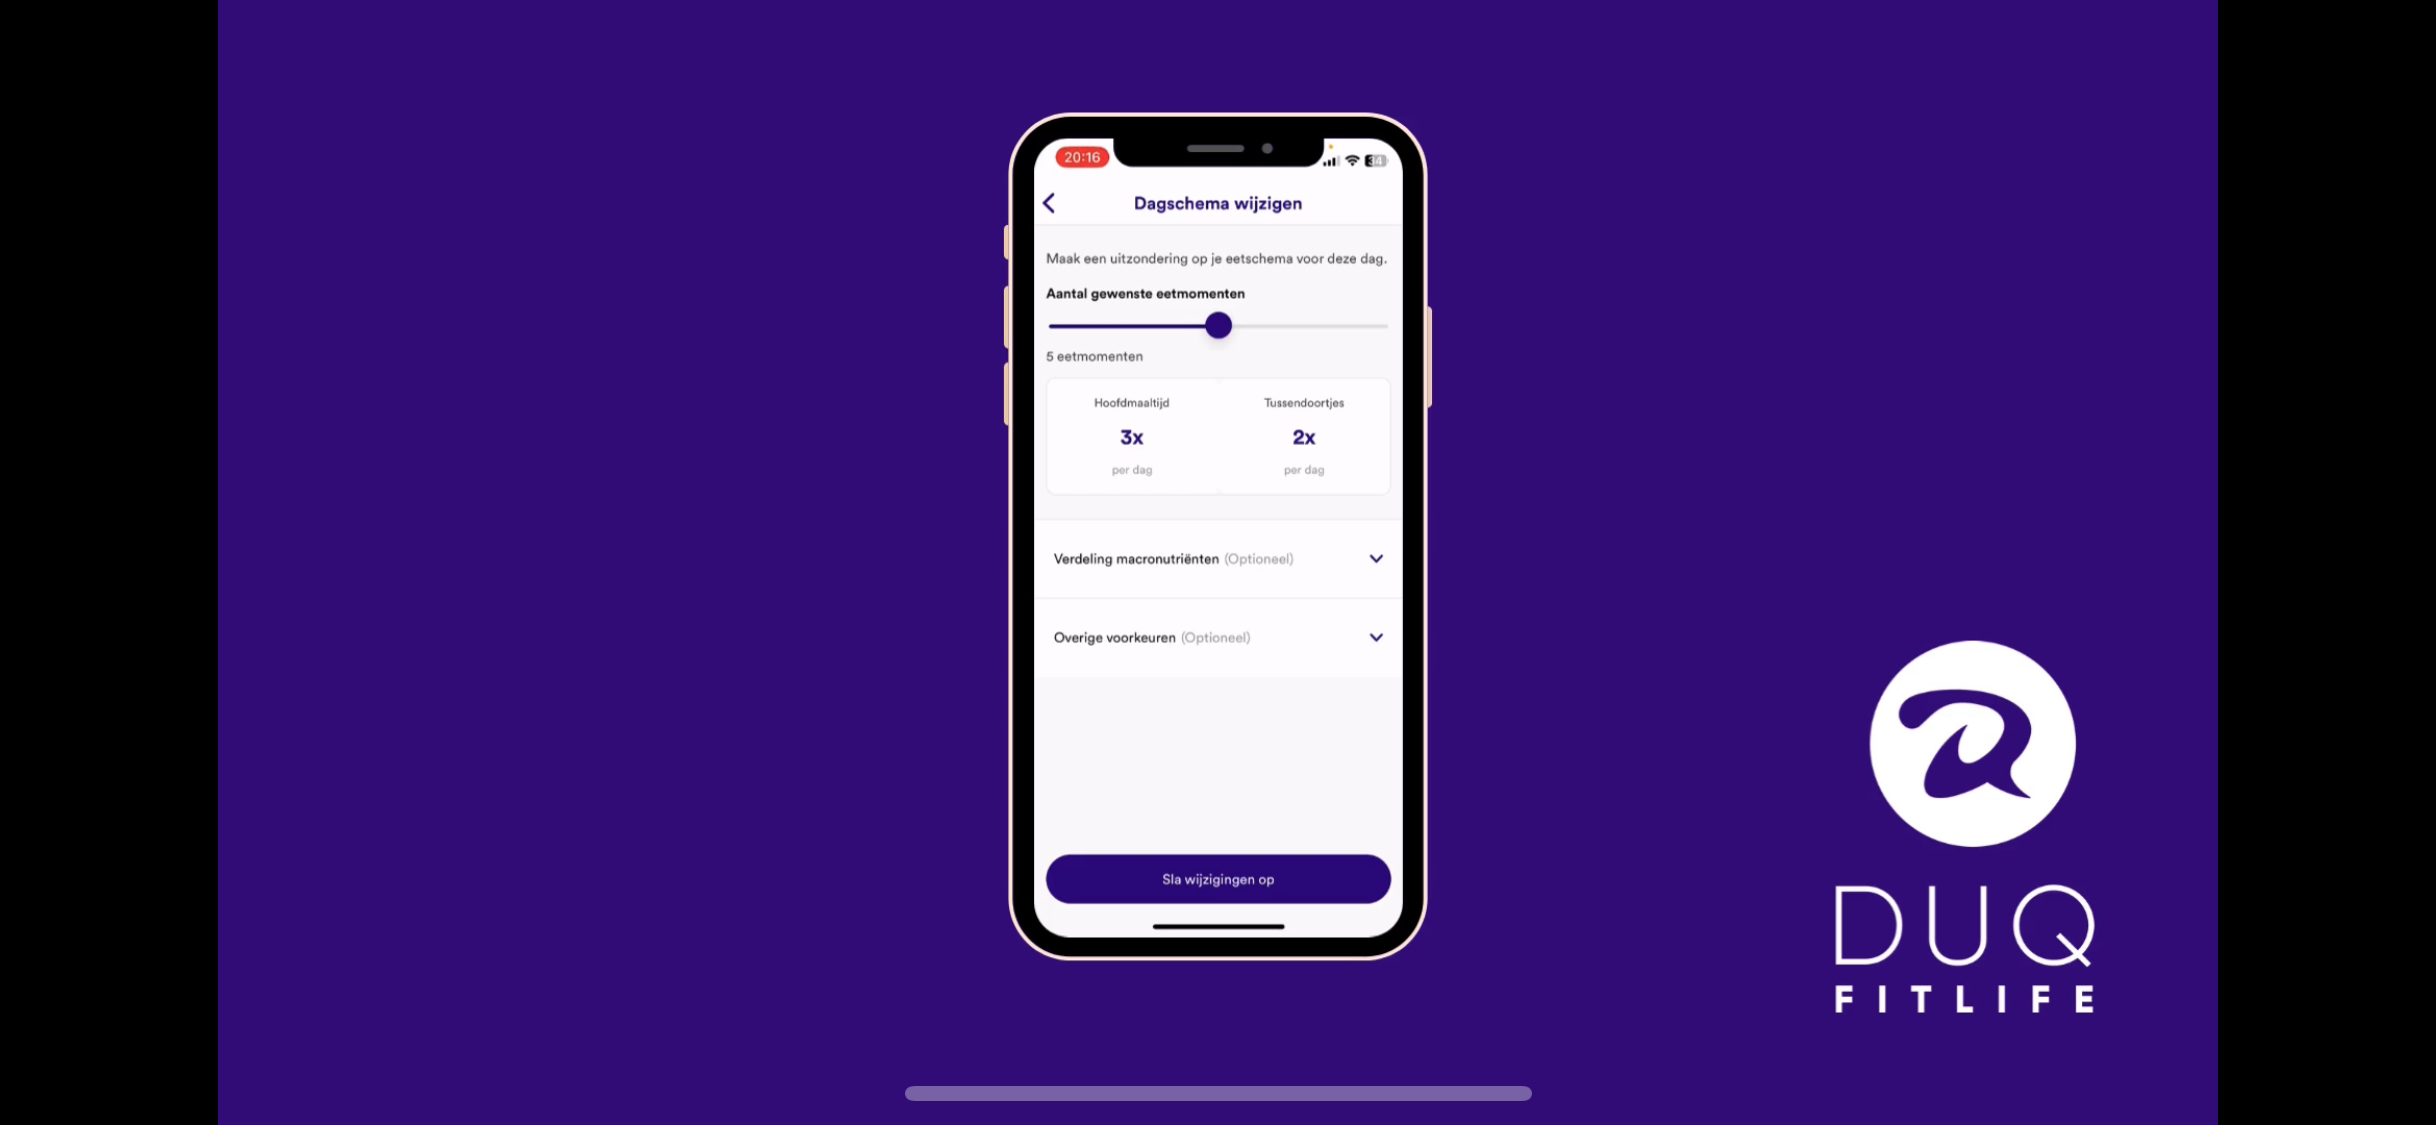 20:16
34
Dagschema wijzigen
Maak een uitzondering op je eetschema voor deze dag.
Aantal gewenste eetmomenten
5 eetmomenten
Hoofdmaaltijd
Tussendoortjes
3x
2x
per dag
per dag
Verdeling macronutriënten (Optioneel)
Overige voorkeuren (Optioneel)
Sla wijzigingen op
DUQ
FITLIFE